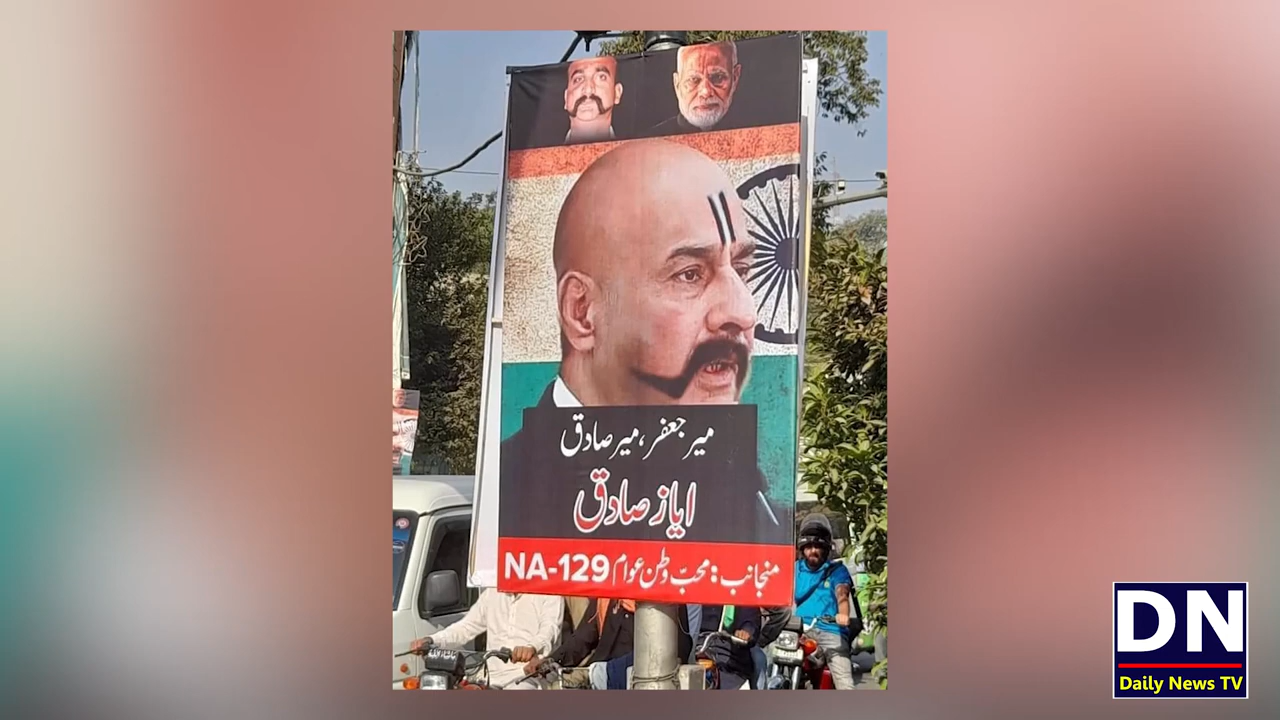 میر جعفر، میر صادق
ایاز صادق
منجانب: محبّ وطن عوام NA-129
DN
Daily News TV